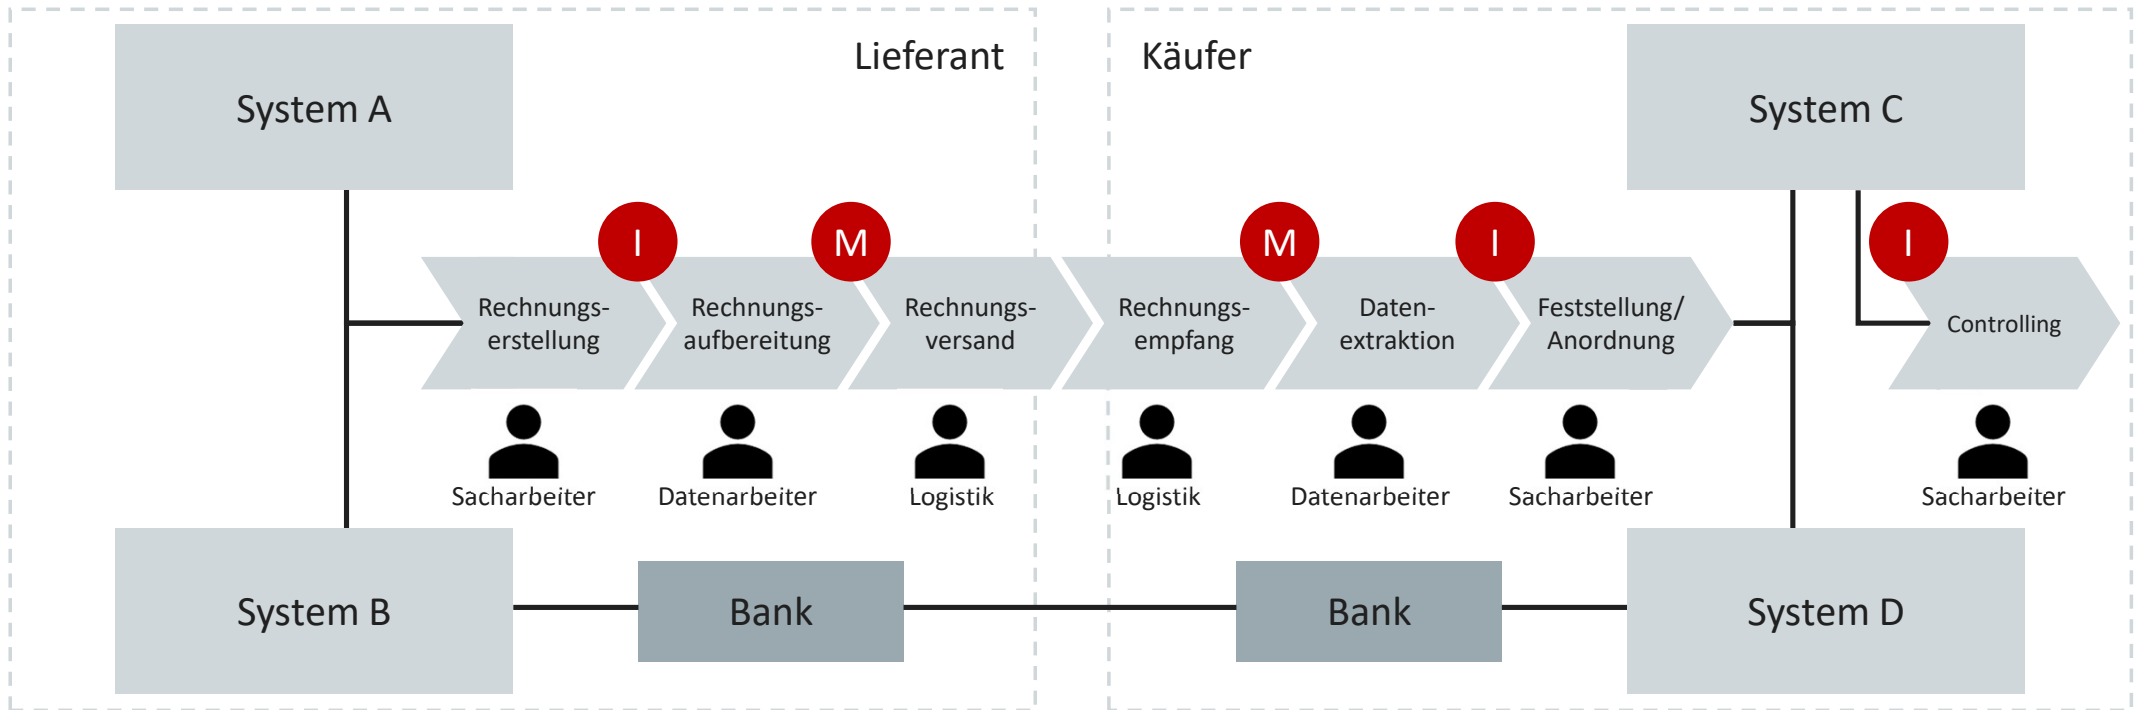 Lieferant
Käufer
System A
System C
I
M
M
I
I
Rechnungs-
erstellung
Rechnungs-
aufbereitung
Rechnungs-
versand
Rechnungs-
empfang
Daten-
extraktion
Feststellung/
Anordnung
Controlling
Sacharbeiter
Datenarbeiter
Logistik
Logistik
Datenarbeiter
Sacharbeiter
Sacharbeiter
System B
Bank
Bank
System D